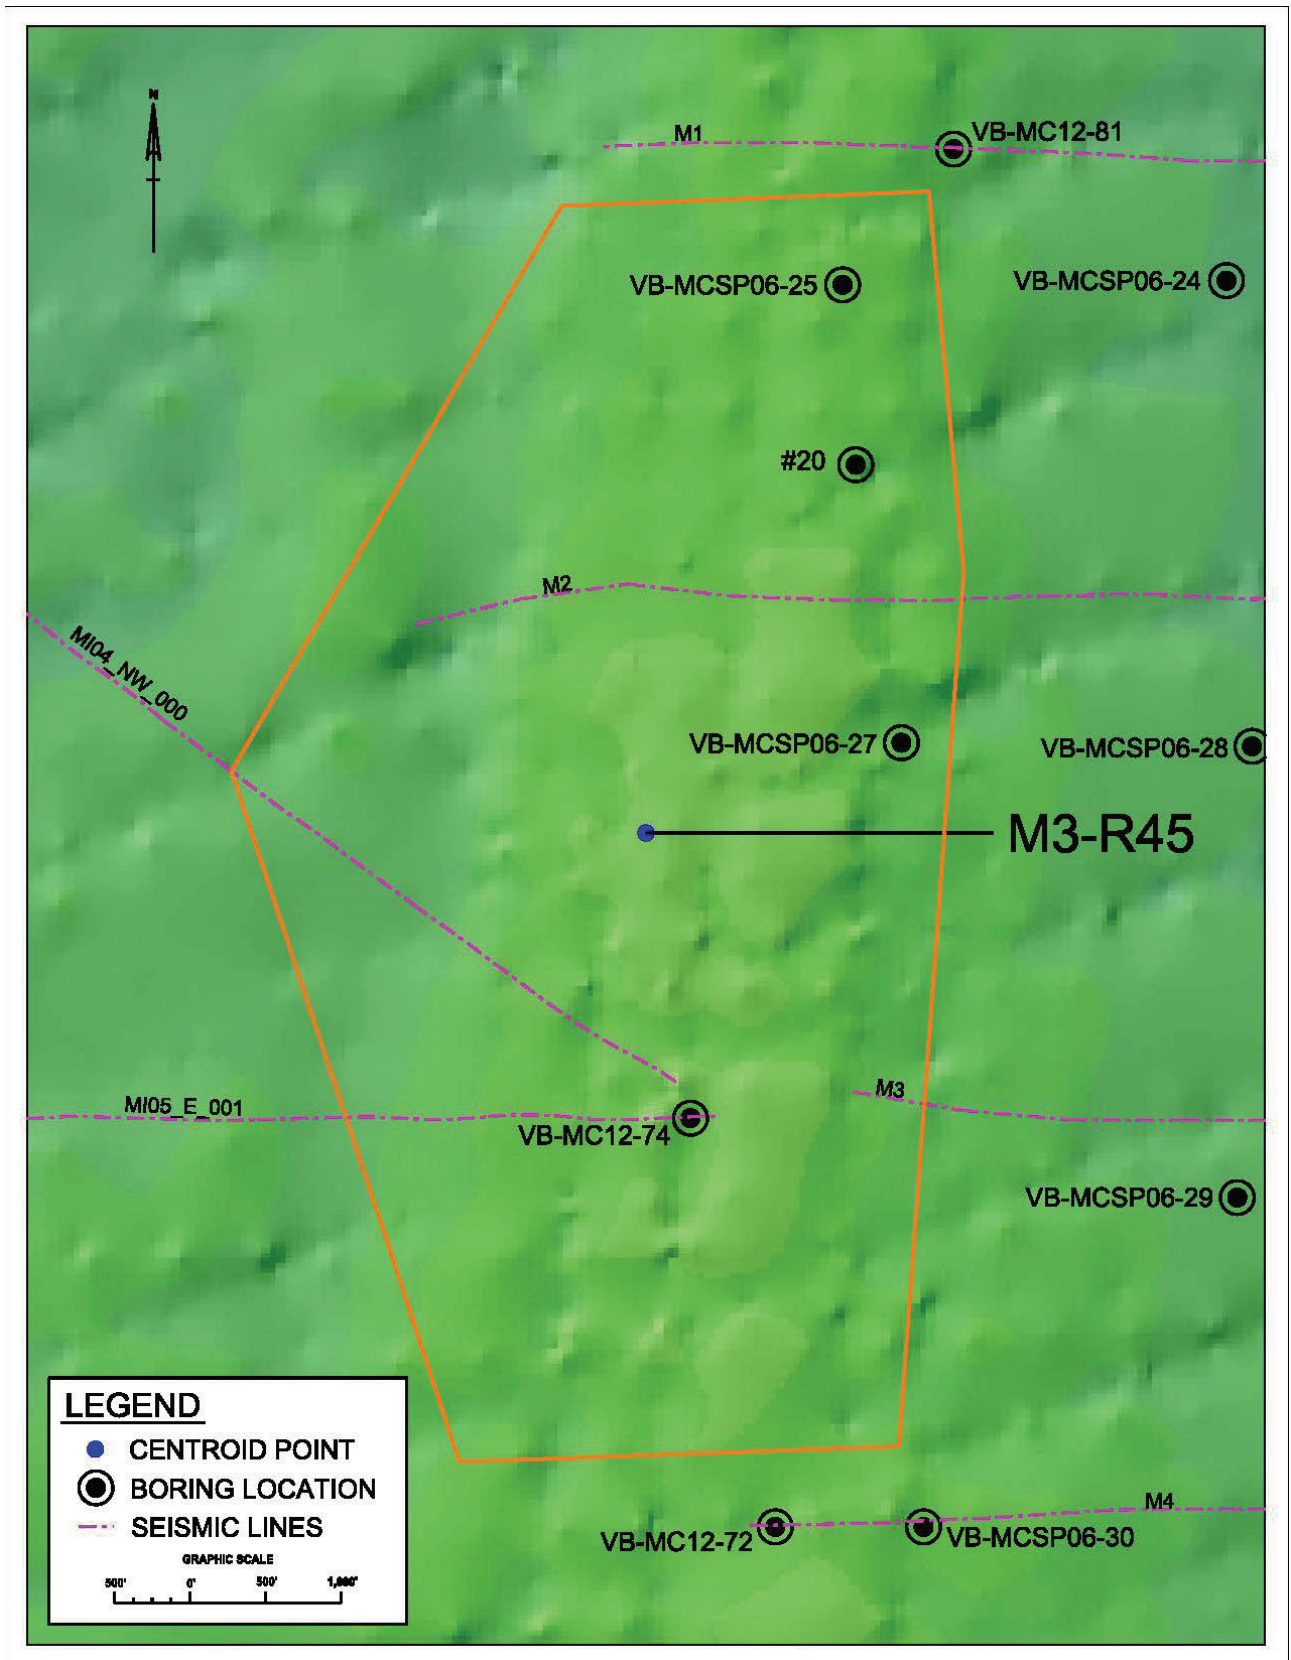 N
M1
VB-MC12-81
VB-MCSP06-25
VB-MCSP06-24
#20
M2
MI04_NW_000
VB-MCSP06-27
VB-MCSP06-28
M3-R45
M3
MI05_E_001
VB-MC12-74
VB-MCSP06-29
LEGEND
CENTROID POINT
BORING LOCATION
SEISMIC LINES
GRAPHIC SCALE
500' 0' 500' 1,000'
M4
VB-MC12-72
VB-MCSP06-30